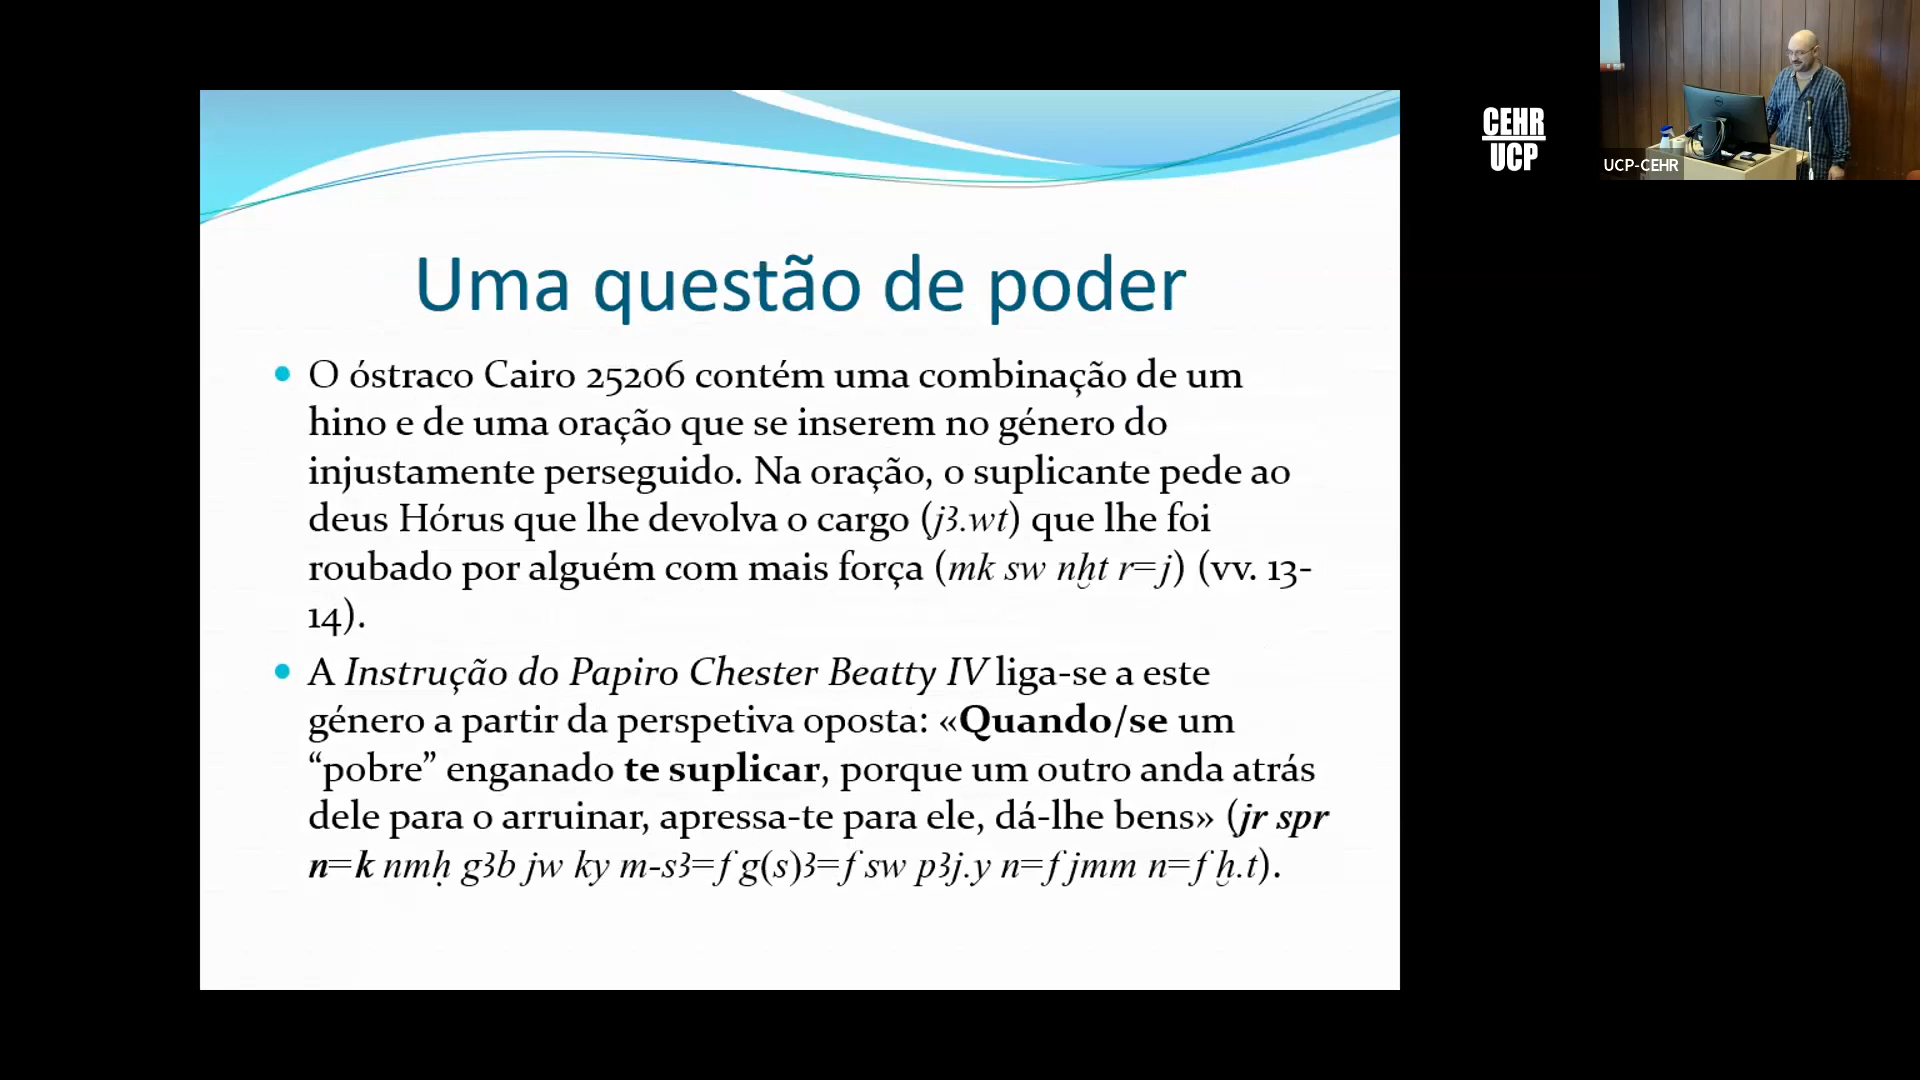 Uma questão de poder
• O óstraco Cairo 25206 contém uma combinação de um
hino e de uma oração que se inserem no género do
injustamente perseguido. Na oração, o suplicante pede ao
deus Hórus que lhe devolva o cargo (jꜣ.wt) que lhe foi
roubado por alguém com mais força (mk sw nḫt r=j) (vv. 13-
14).
• A Instrução do Papiro Chester Beatty IV liga-se a este
género a partir da perspetiva oposta: «Quando/se um
“pobre” enganado te suplicar, porque um outro anda atrás
dele para o arruinar, apressa-te para ele, dá-lhe bens» (jr spr
n=k nmḥ gꜣb jw ky m-sꜣ=f g(s)ꜣ=f sw pꜣj.y n=f jmm n=f ḫ.t).
CEHR
UCP
UCP-CEHR